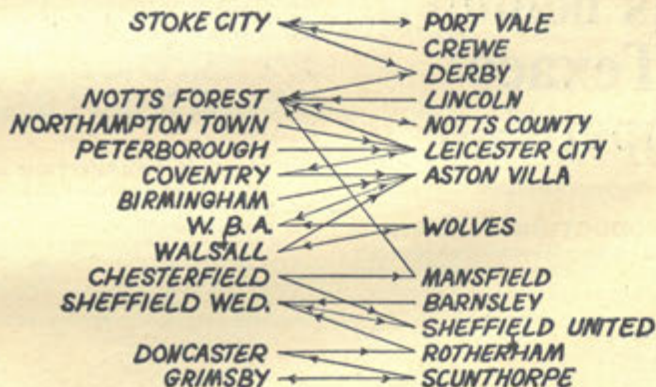 STOKE CITY PORT VALE
CREWE
DERBY
NOTTS FOREST LINCOLN
NORTHAMPTON TOWN NOTTS COUNTY
PETERBOROUGH LEICESTER CITY
COVENTRY ASTON VILLA
BIRMINGHAM
W. B. A. WOLVES
WALSALL
CHESTERFIELD MANSFIELD
SHEFFIELD WED. BARNSLEY
SHEFFIELD UNITED
DONCASTER ROTHERHAM
GRIMSBY SCUNTHORPE